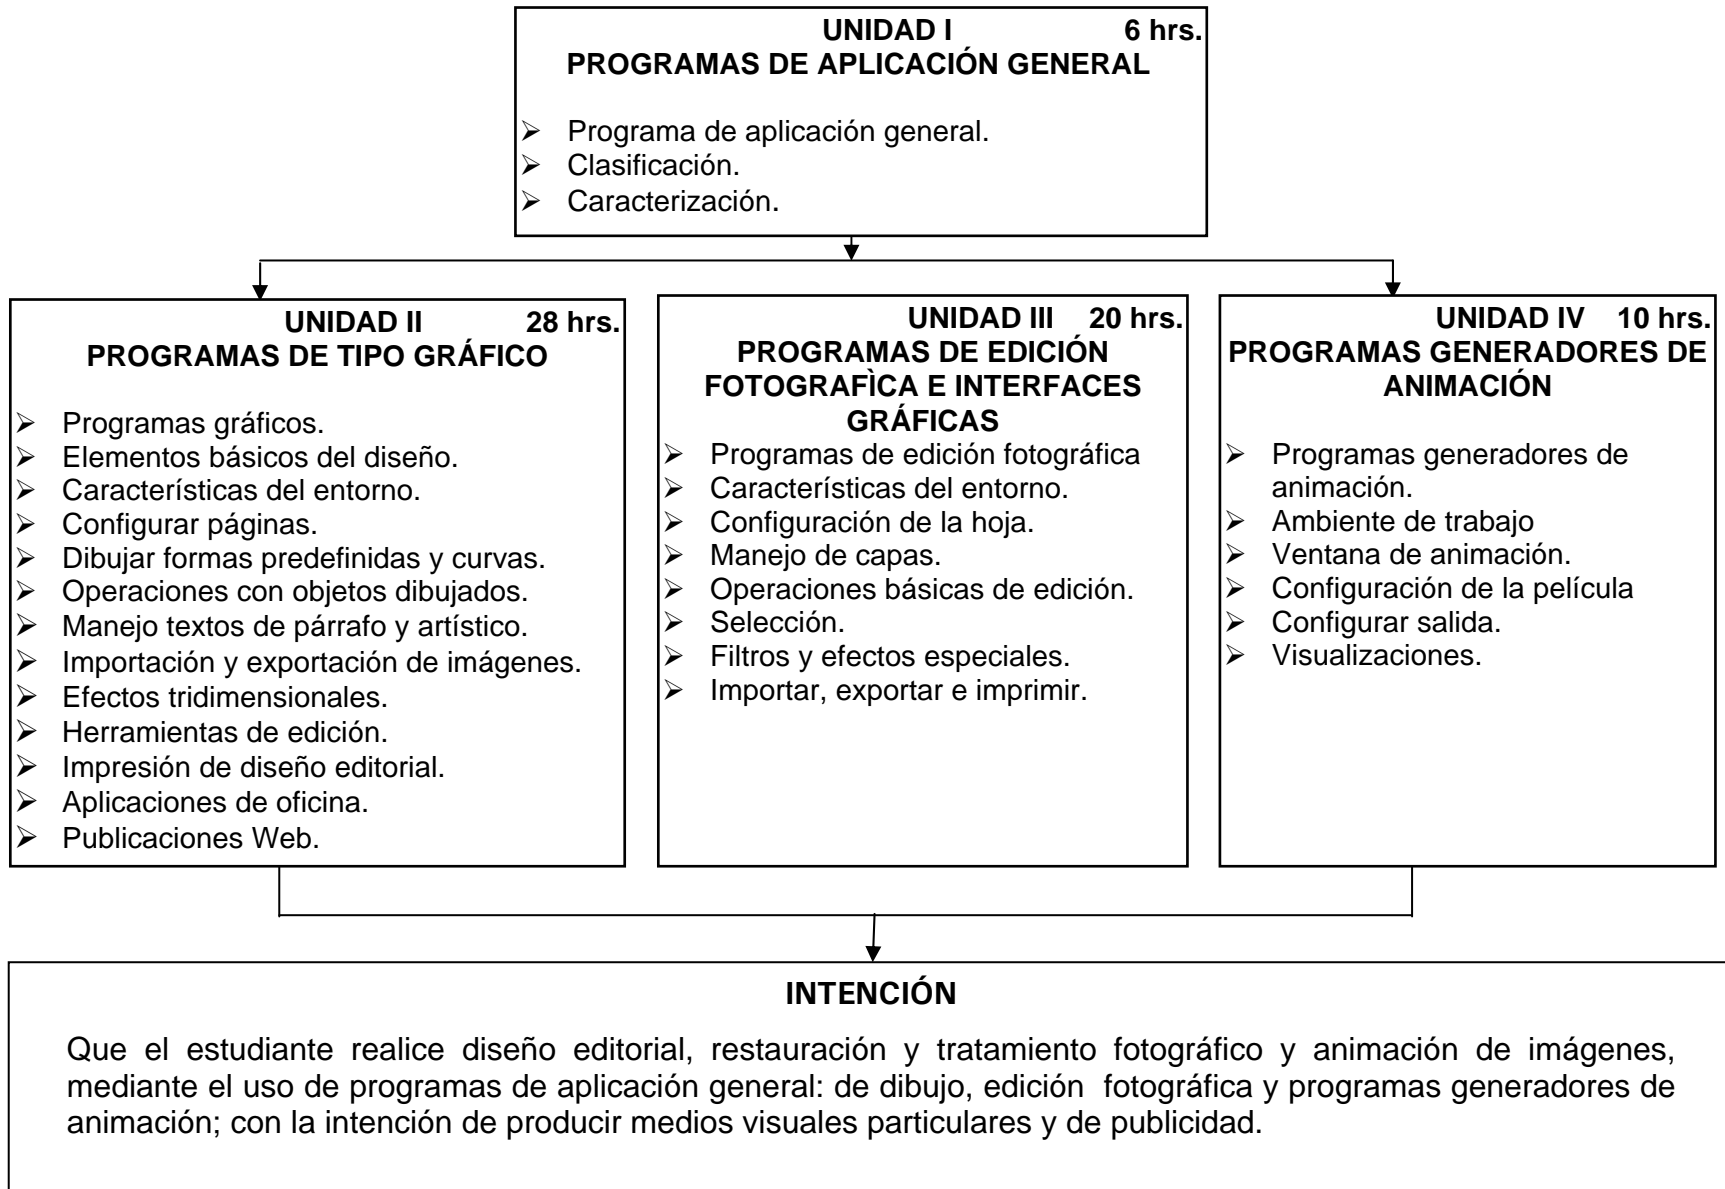 UNIDAD I 6 hrs.
PROGRAMAS DE APLICACIÓN GENERAL
➢ Programa de aplicación general.
➢ Clasificación.
➢ Caracterización.
UNIDAD II 28 hrs.
PROGRAMAS DE TIPO GRÁFICO
➢ Programas gráficos.
➢ Elementos básicos del diseño.
➢ Características del entorno.
➢ Configurar páginas.
➢ Dibujar formas predefinidas y curvas.
➢ Operaciones con objetos dibujados.
➢ Manejo textos de párrafo y artístico.
➢ Importación y exportación de imágenes.
➢ Efectos tridimensionales.
➢ Herramientas de edición.
➢ Impresión de diseño editorial.
➢ Aplicaciones de oficina.
➢ Publicaciones Web.
UNIDAD III 20 hrs.
PROGRAMAS DE EDICIÓN
FOTOGRAFÌCA E INTERFACES
GRÁFICAS
➢ Programas de edición fotográfica
➢ Características del entorno.
➢ Configuración de la hoja.
➢ Manejo de capas.
➢ Operaciones básicas de edición.
➢ Selección.
➢ Filtros y efectos especiales.
➢ Importar, exportar e imprimir.
UNIDAD IV 10 hrs.
PROGRAMAS GENERADORES DE
ANIMACIÓN
➢ Programas generadores de
animación.
➢ Ambiente de trabajo
➢ Ventana de animación.
➢ Configuración de la película
➢ Configurar salida.
➢ Visualizaciones.
INTENCIÓN
Que el estudiante realice diseño editorial, restauración y tratamiento fotográfico y animación de imágenes,
mediante el uso de programas de aplicación general: de dibujo, edición fotográfica y programas generadores de
animación; con la intención de producir medios visuales particulares y de publicidad.